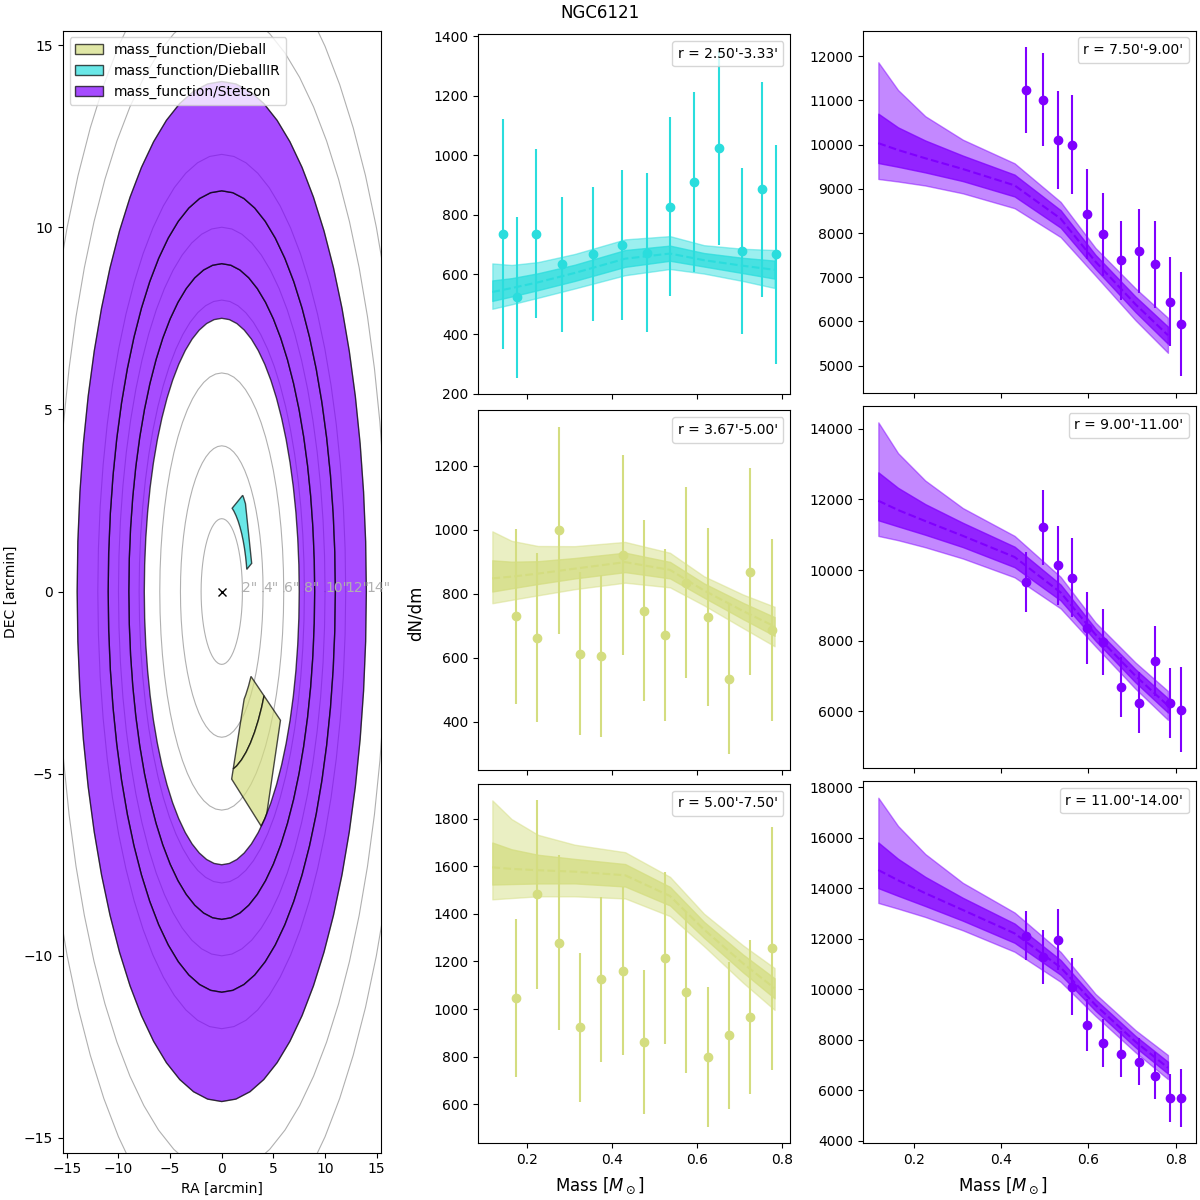 NGC6121
mass_function/Dieball
mass_function/DieballIR
mass_function/Stetson
15
10
5
0
−5
−10
−15
DEC [arcmin]
2" 4" 6" 8" 10" 12" 14"
−15 −10 −5 0 5 10 15
RA [arcmin]
r = 2.50'-3.33'
1400
1200
1000
800
600
400
200
r = 3.67'-5.00'
1200
1000
800
600
400
dN/dm
r = 5.00'-7.50'
1800
1600
1400
1200
1000
800
600
0.2 0.4 0.6 0.8
Mass [M_⊙]
r = 7.50'-9.00'
12000
11000
10000
9000
8000
7000
6000
5000
r = 9.00'-11.00'
14000
12000
10000
8000
6000
r = 11.00'-14.00'
18000
16000
14000
12000
10000
8000
6000
4000
0.2 0.4 0.6 0.8
Mass [M_⊙]